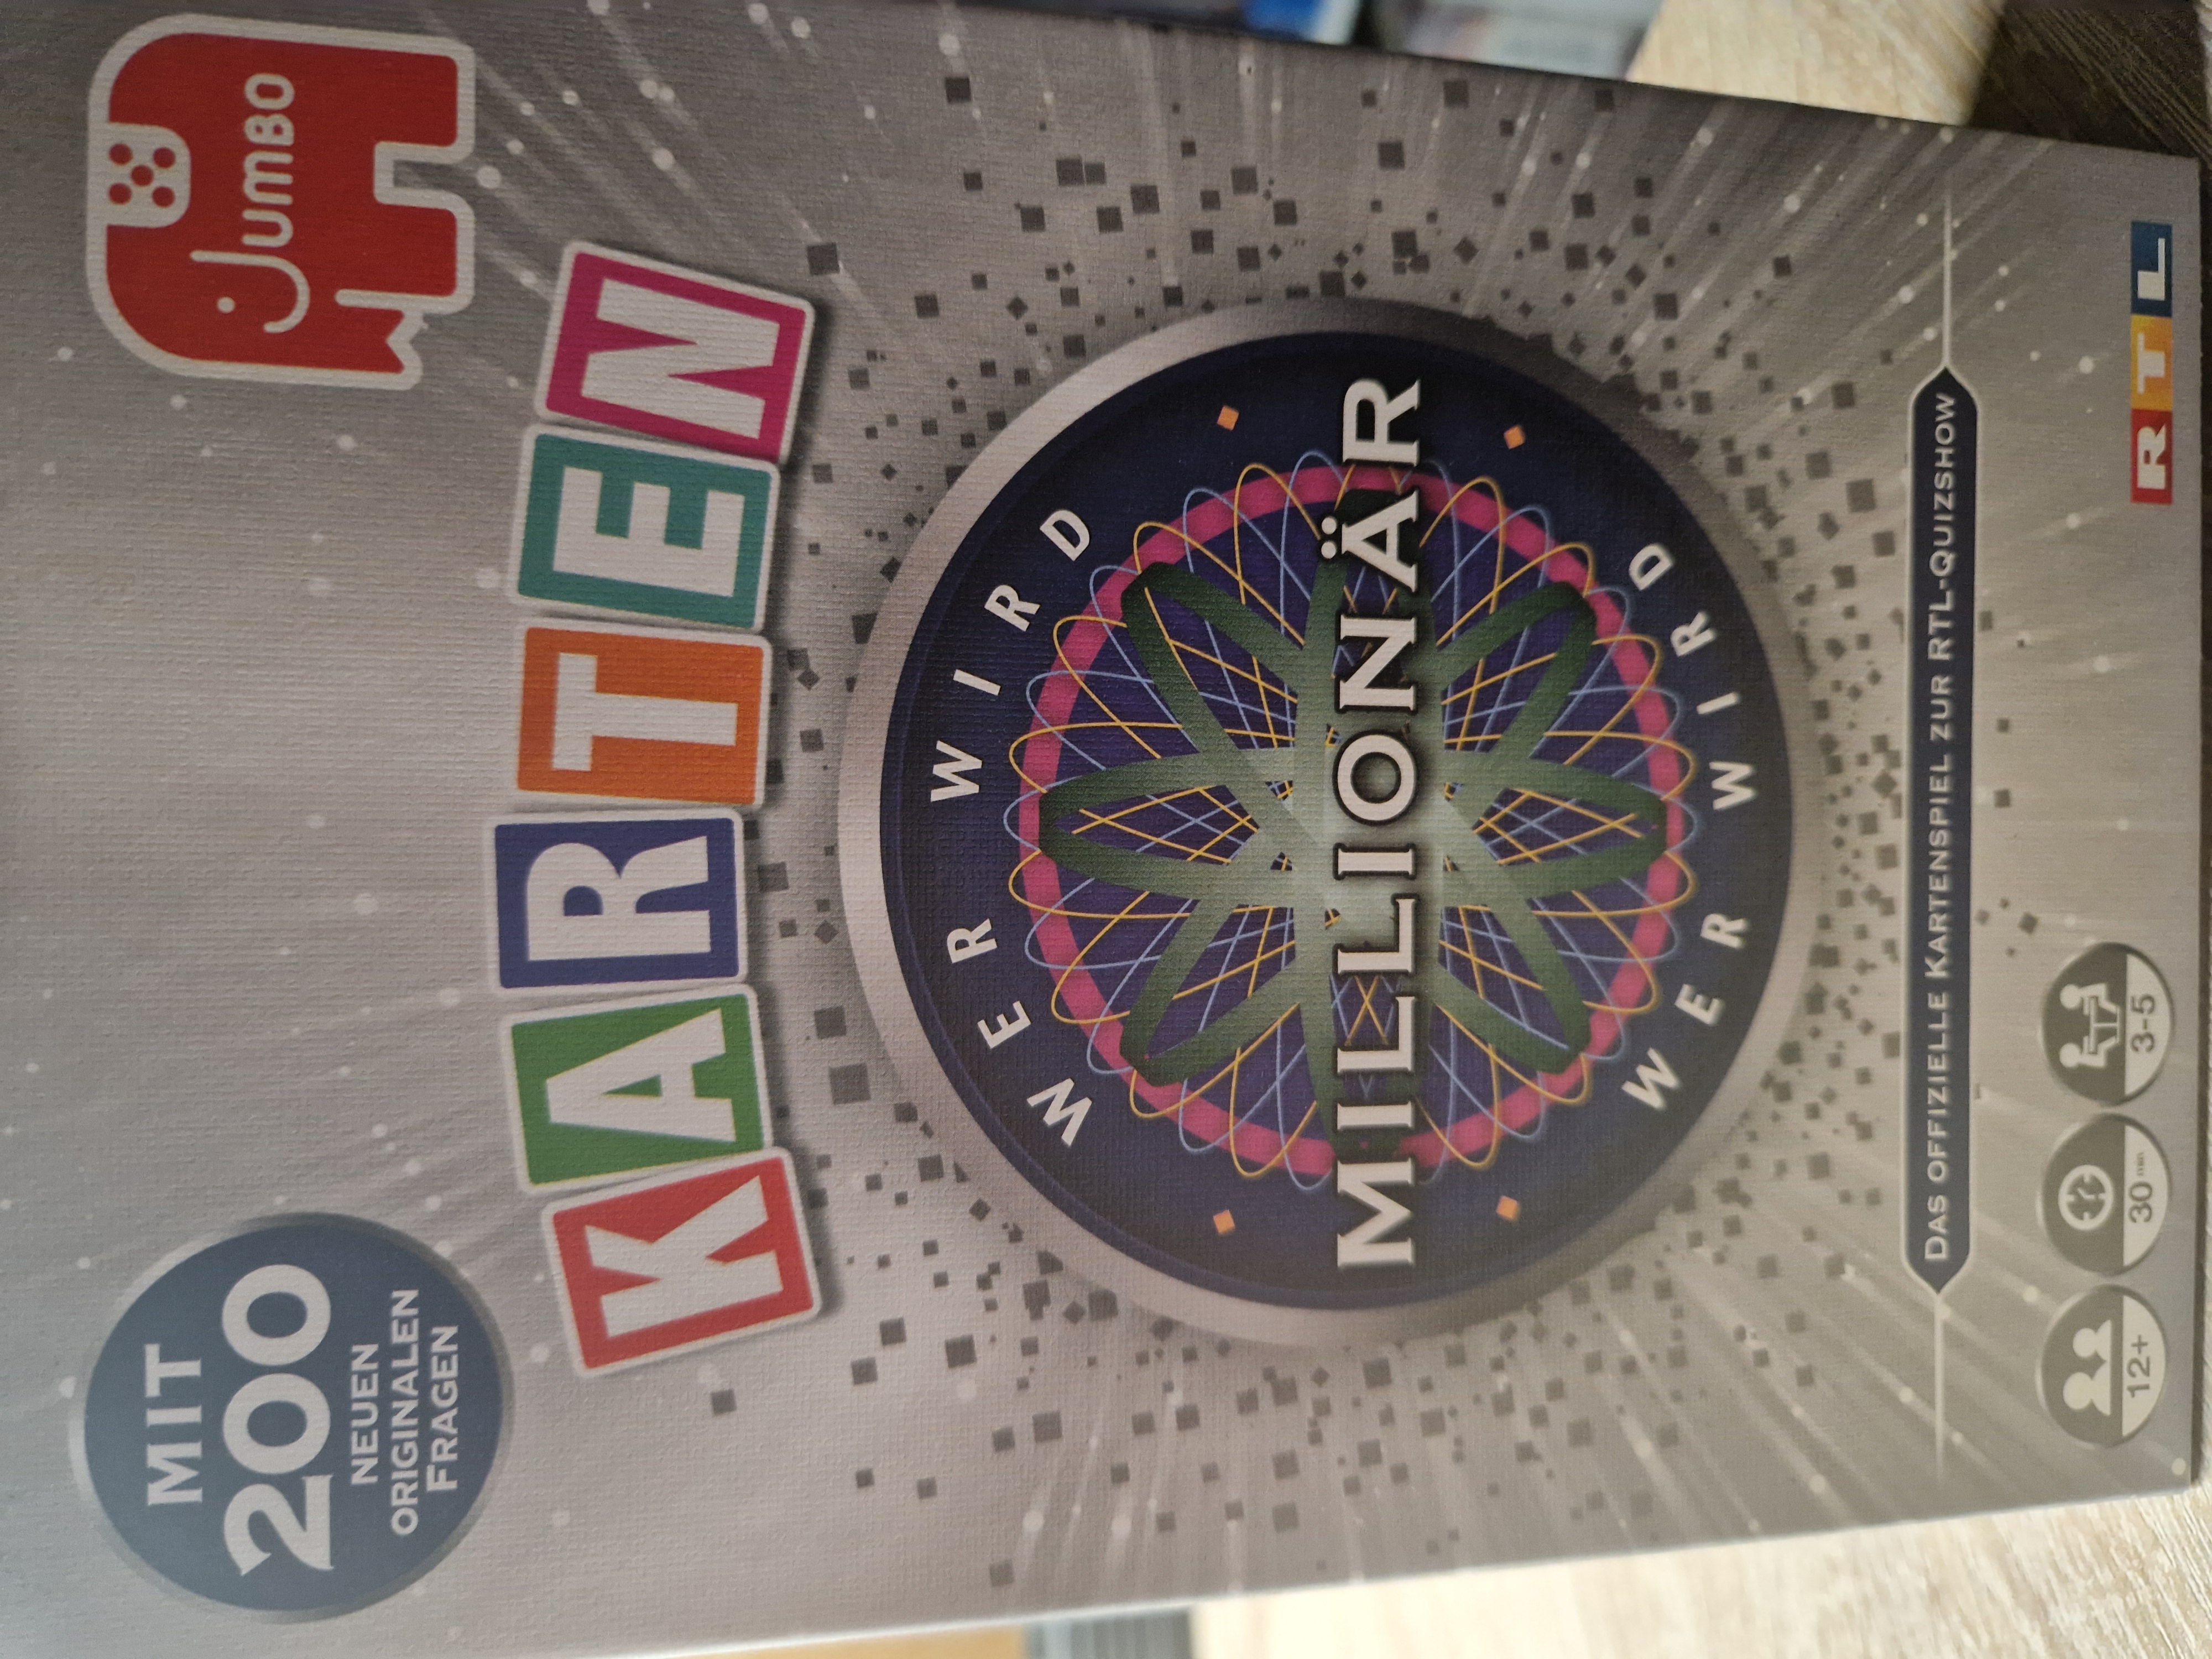 MIT
200
NEUEN
ORIGINALEN
FRAGEN
Jumbo
KARTEN
WER WIRD
MILLIONÄR
WER WIRD
DAS OFFIZIELLE KARTENSPIEL ZUR RTL-QUIZSHOW
12+
30 min
3-5
RTL